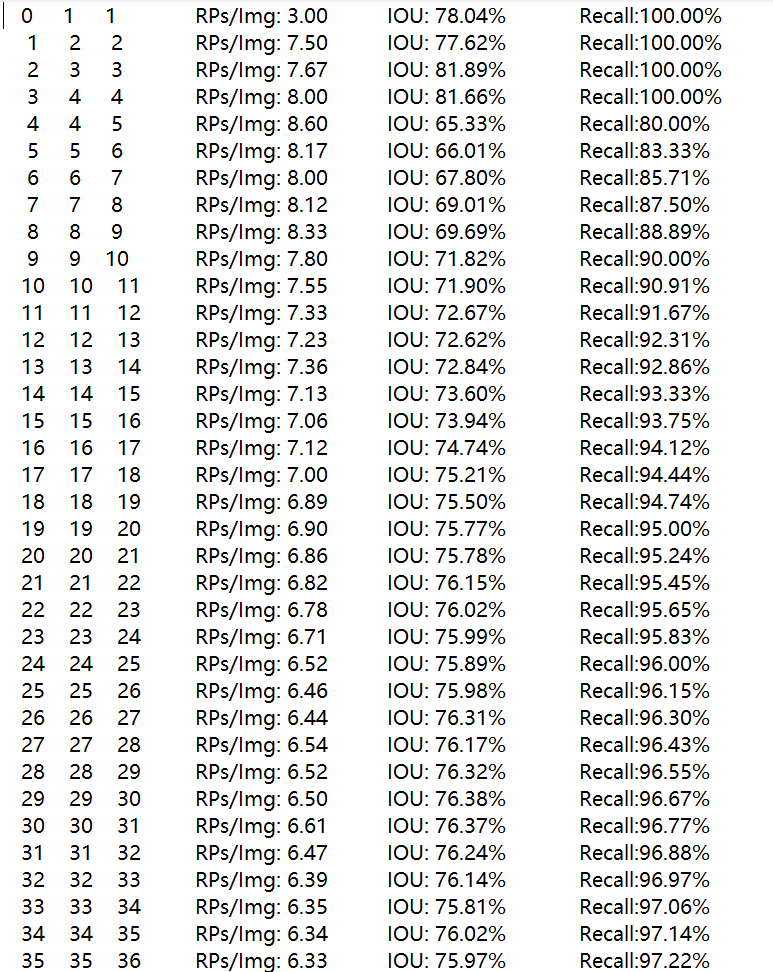 0 1 1 RPs/Img: 3.00 IOU: 78.04% Recall:100.00%
1 2 2 RPs/Img: 7.50 IOU: 77.62% Recall:100.00%
2 3 3 RPs/Img: 7.67 IOU: 81.89% Recall:100.00%
3 4 4 RPs/Img: 8.00 IOU: 81.66% Recall:100.00%
4 4 5 RPs/Img: 8.60 IOU: 65.33% Recall:80.00%
5 5 6 RPs/Img: 8.17 IOU: 66.01% Recall:83.33%
6 6 7 RPs/Img: 8.00 IOU: 67.80% Recall:85.71%
7 7 8 RPs/Img: 8.12 IOU: 69.01% Recall:87.50%
8 8 9 RPs/Img: 8.33 IOU: 69.69% Recall:88.89%
9 9 10 RPs/Img: 7.80 IOU: 71.82% Recall:90.00%
10 10 11 RPs/Img: 7.55 IOU: 71.90% Recall:90.91%
11 11 12 RPs/Img: 7.33 IOU: 72.67% Recall:91.67%
12 12 13 RPs/Img: 7.23 IOU: 72.62% Recall:92.31%
13 13 14 RPs/Img: 7.36 IOU: 72.84% Recall:92.86%
14 14 15 RPs/Img: 7.13 IOU: 73.60% Recall:93.33%
15 15 16 RPs/Img: 7.06 IOU: 73.94% Recall:93.75%
16 16 17 RPs/Img: 7.12 IOU: 74.74% Recall:94.12%
17 17 18 RPs/Img: 7.00 IOU: 75.21% Recall:94.44%
18 18 19 RPs/Img: 6.89 IOU: 75.50% Recall:94.74%
19 19 20 RPs/Img: 6.90 IOU: 75.77% Recall:95.00%
20 20 21 RPs/Img: 6.86 IOU: 75.78% Recall:95.24%
21 21 22 RPs/Img: 6.82 IOU: 76.15% Recall:95.45%
22 22 23 RPs/Img: 6.78 IOU: 76.02% Recall:95.65%
23 23 24 RPs/Img: 6.71 IOU: 75.99% Recall:95.83%
24 24 25 RPs/Img: 6.52 IOU: 75.89% Recall:96.00%
25 25 26 RPs/Img: 6.46 IOU: 75.98% Recall:96.15%
26 26 27 RPs/Img: 6.44 IOU: 76.31% Recall:96.30%
27 27 28 RPs/Img: 6.54 IOU: 76.17% Recall:96.43%
28 28 29 RPs/Img: 6.52 IOU: 76.32% Recall:96.55%
29 29 30 RPs/Img: 6.50 IOU: 76.38% Recall:96.67%
30 30 31 RPs/Img: 6.61 IOU: 76.37% Recall:96.77%
31 31 32 RPs/Img: 6.47 IOU: 76.24% Recall:96.88%
32 32 33 RPs/Img: 6.39 IOU: 76.14% Recall:96.97%
33 33 34 RPs/Img: 6.35 IOU: 75.81% Recall:97.06%
34 34 35 RPs/Img: 6.34 IOU: 76.02% Recall:97.14%
35 35 36 RPs/Img: 6.33 IOU: 75.97% Recall:97.22%